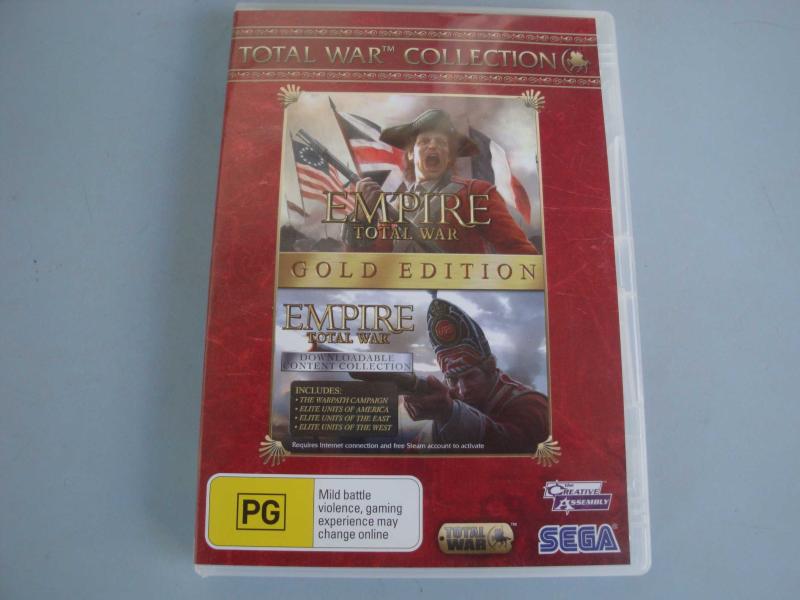 TOTAL WAR™ COLLECTION
EMPIRE
TOTAL WAR
GOLD EDITION
EMPIRE
TOTAL WAR
DOWNLOADABLE
CONTENT COLLECTION
INCLUDES:
• THE WARPATH CAMPAIGN
• ELITE UNITS OF AMERICA
• ELITE UNITS OF THE EAST
• ELITE UNITS OF THE WEST
Requires Internet connection and free Steam account to activate
PG
Mild battle
violence, gaming
experience may
change online
TOTAL
WAR™
the
CREATIVE
ASSEMBLY
SEGA